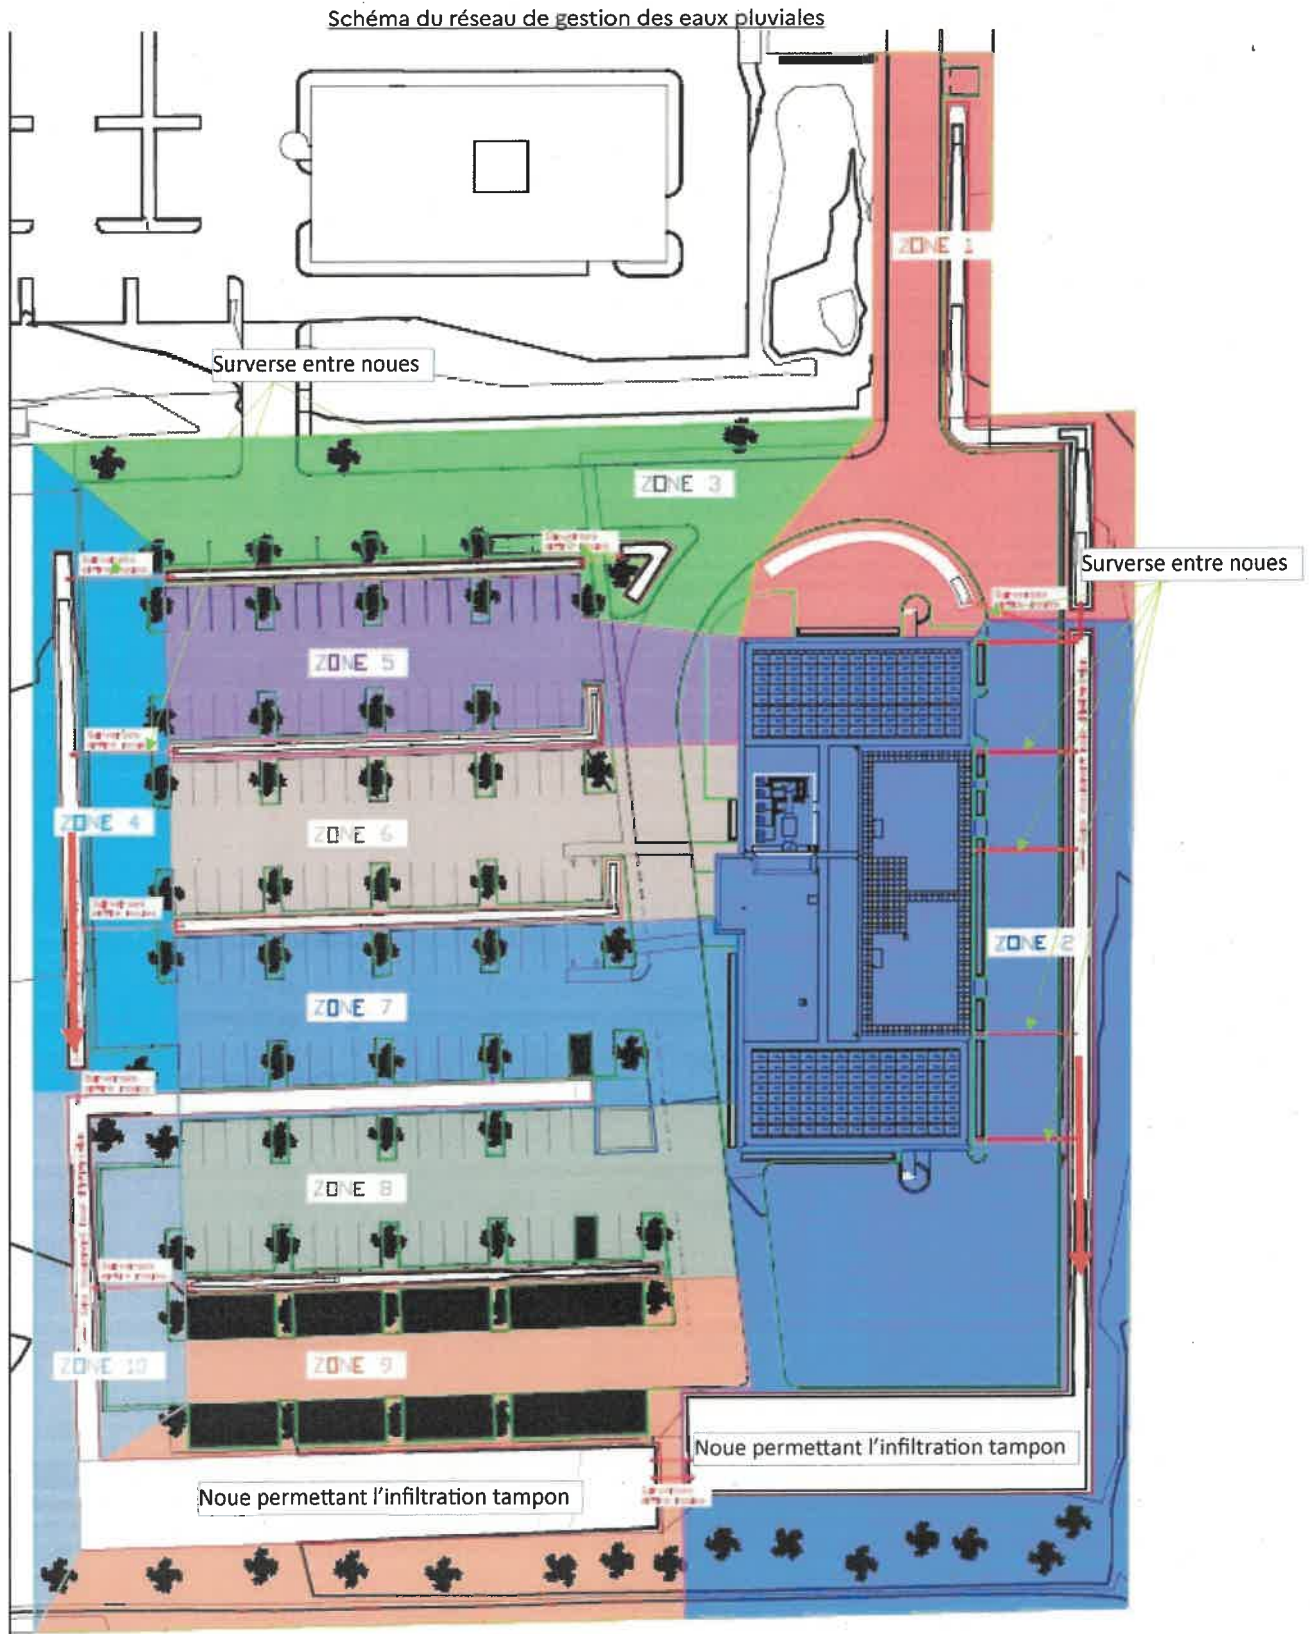 Schéma du réseau de gestion des eaux pluviales
ZONE 1
Surverse entre noues
ZONE 3
Surverse entre noues
ZONE 5
ZONE 4
ZONE 6
ZONE 2
ZONE 7
ZONE 8
ZONE 10
ZONE 9
Noue permettant l'infiltration tampon
Noue permettant l'infiltration tampon